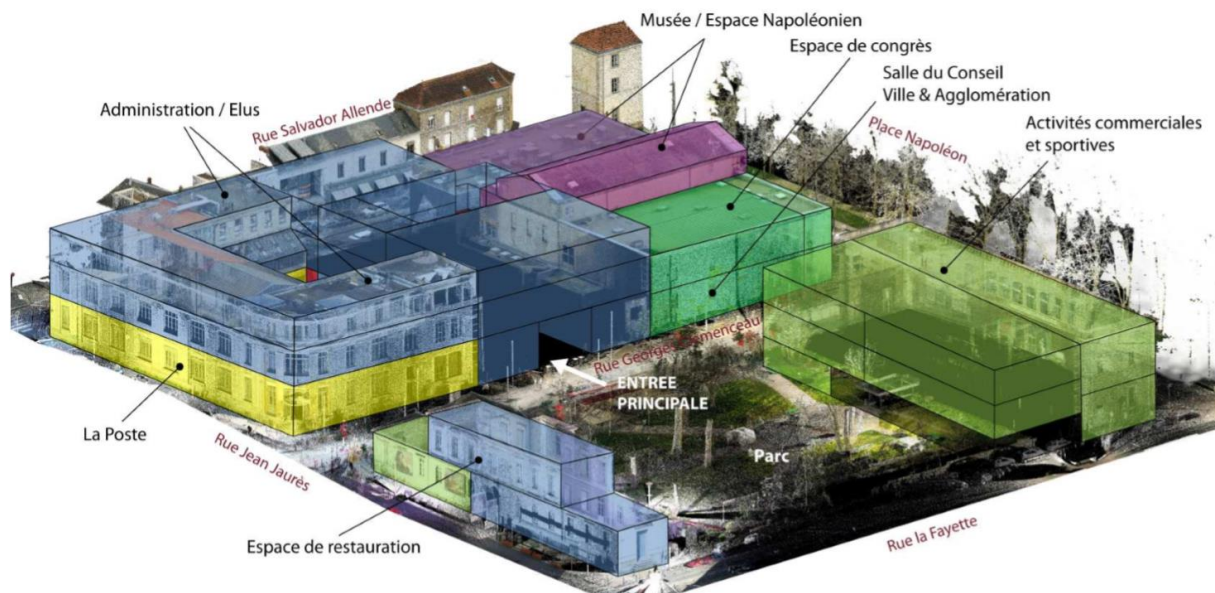 Musée / Espace Napoléonien
Espace de congrès
Salle du Conseil
Ville & Agglomération
Administration / Elus
Rue Salvador Allende
Place Napoléon
Activités commerciales
et sportives
Rue Georges Clemenceau
ENTREE
PRINCIPALE
La Poste
Rue Jean Jaurès
Parc
Espace de restauration
Rue la Fayette